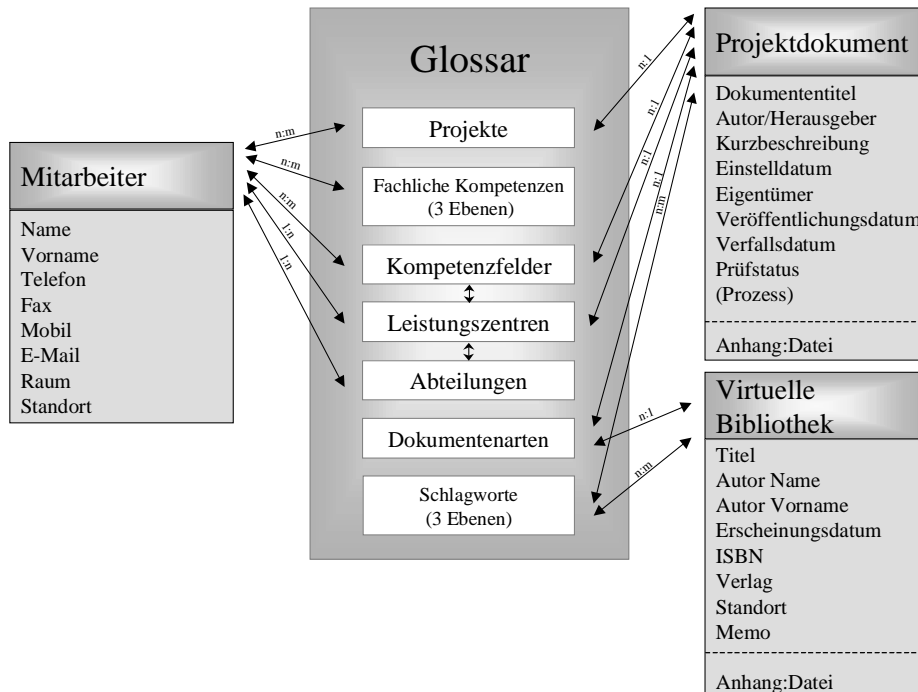 Mitarbeiter
Name
Vorname
Telefon
Fax
Mobil
E-Mail
Raum
Standort
n:m
n:m
n:m
1:n
1:n
Glossar
Projekte
Fachliche Kompetenzen
(3 Ebenen)
Kompetenzfelder
Leistungszentren
Abteilungen
Dokumentenarten
Schlagworte
(3 Ebenen)
n:1
n:1
n:1
n:1
n:m
n:1
n:m
Projektdokument
Dokumententitel
Autor/Herausgeber
Kurzbeschreibung
Einstelldatum
Eigentümer
Veröffentlichungsdatum
Verfallsdatum
Prüfstatus
(Prozess)
Anhang:Datei
Virtuelle
Bibliothek
Titel
Autor Name
Autor Vorname
Erscheinungsdatum
ISBN
Verlag
Standort
Memo
Anhang:Datei